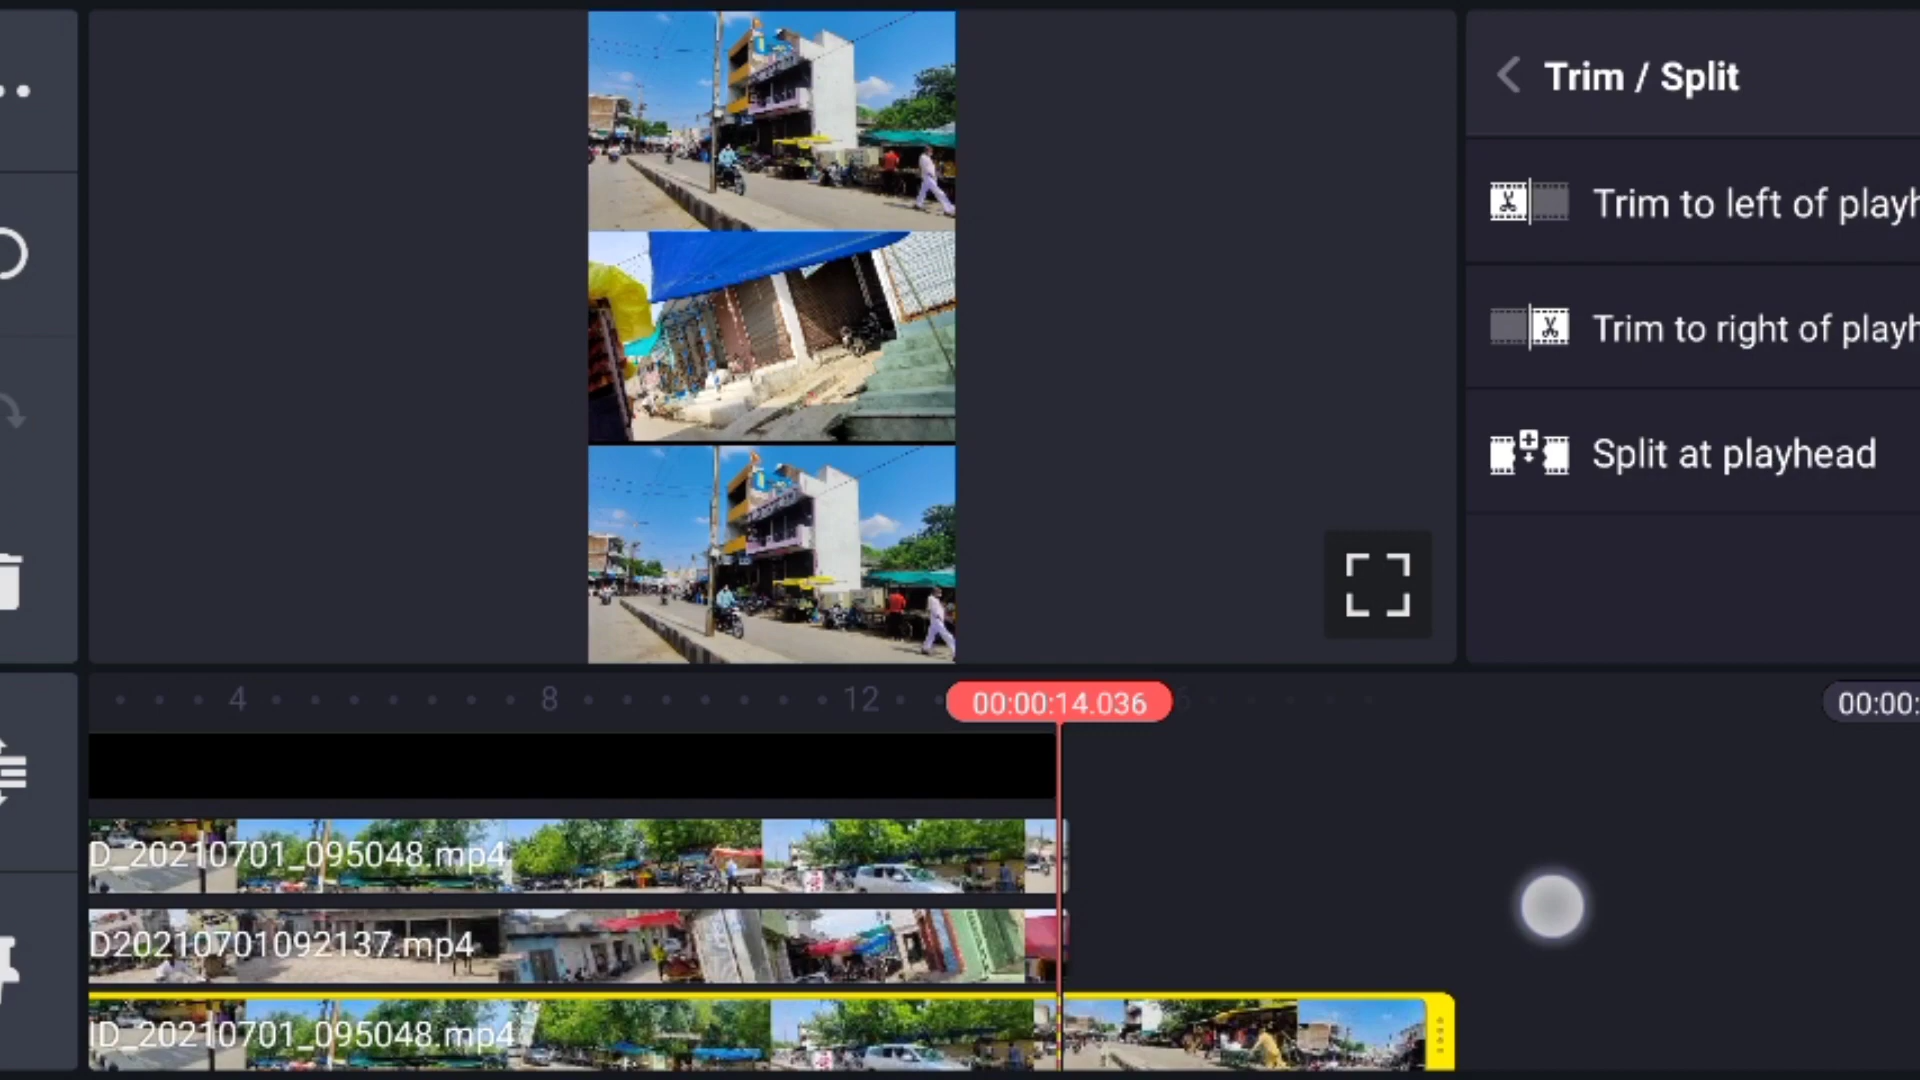 Trim / Split
Trim to left of playh
Trim to right of playh
Split at playhead
4
8
12
00:00:14.036
6
00:00:
D_20210701_095048.mp4
D20210701092137.mp4
ID_20210701_095048.mp4